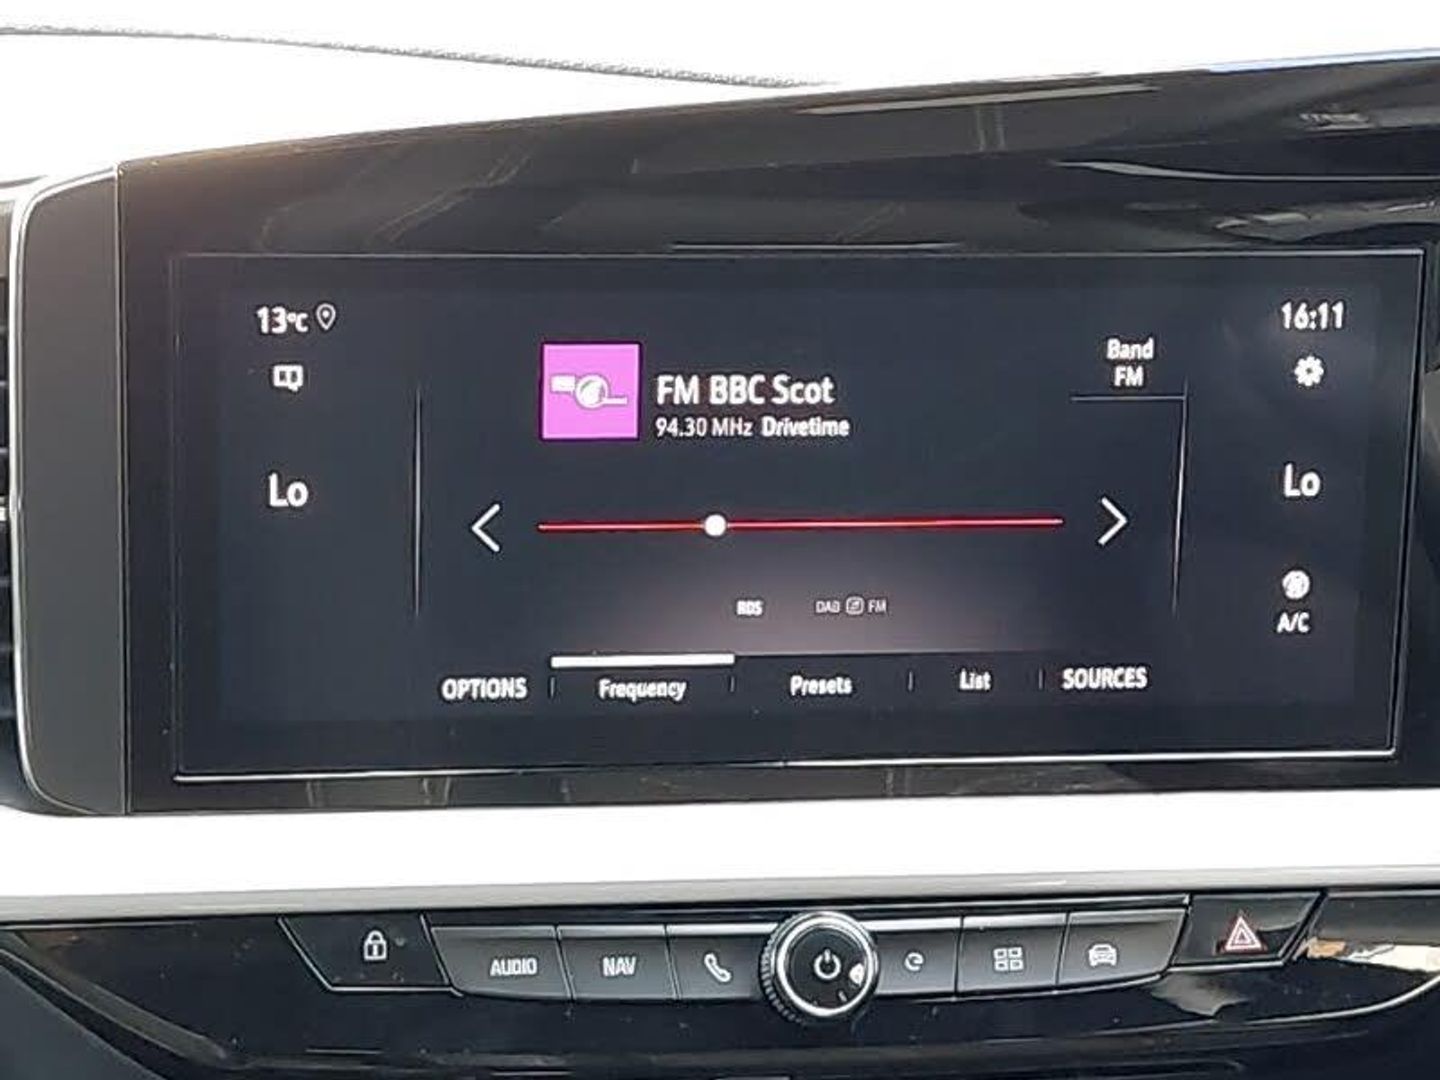 13°C
16:11
Band
FM
FM BBC Scot
94.30 MHz Drivetime
Lo
Lo
RDS
DAB FM
A/C
OPTIONS
Frequency
Presets
List
SOURCES
AUDIO
NAV